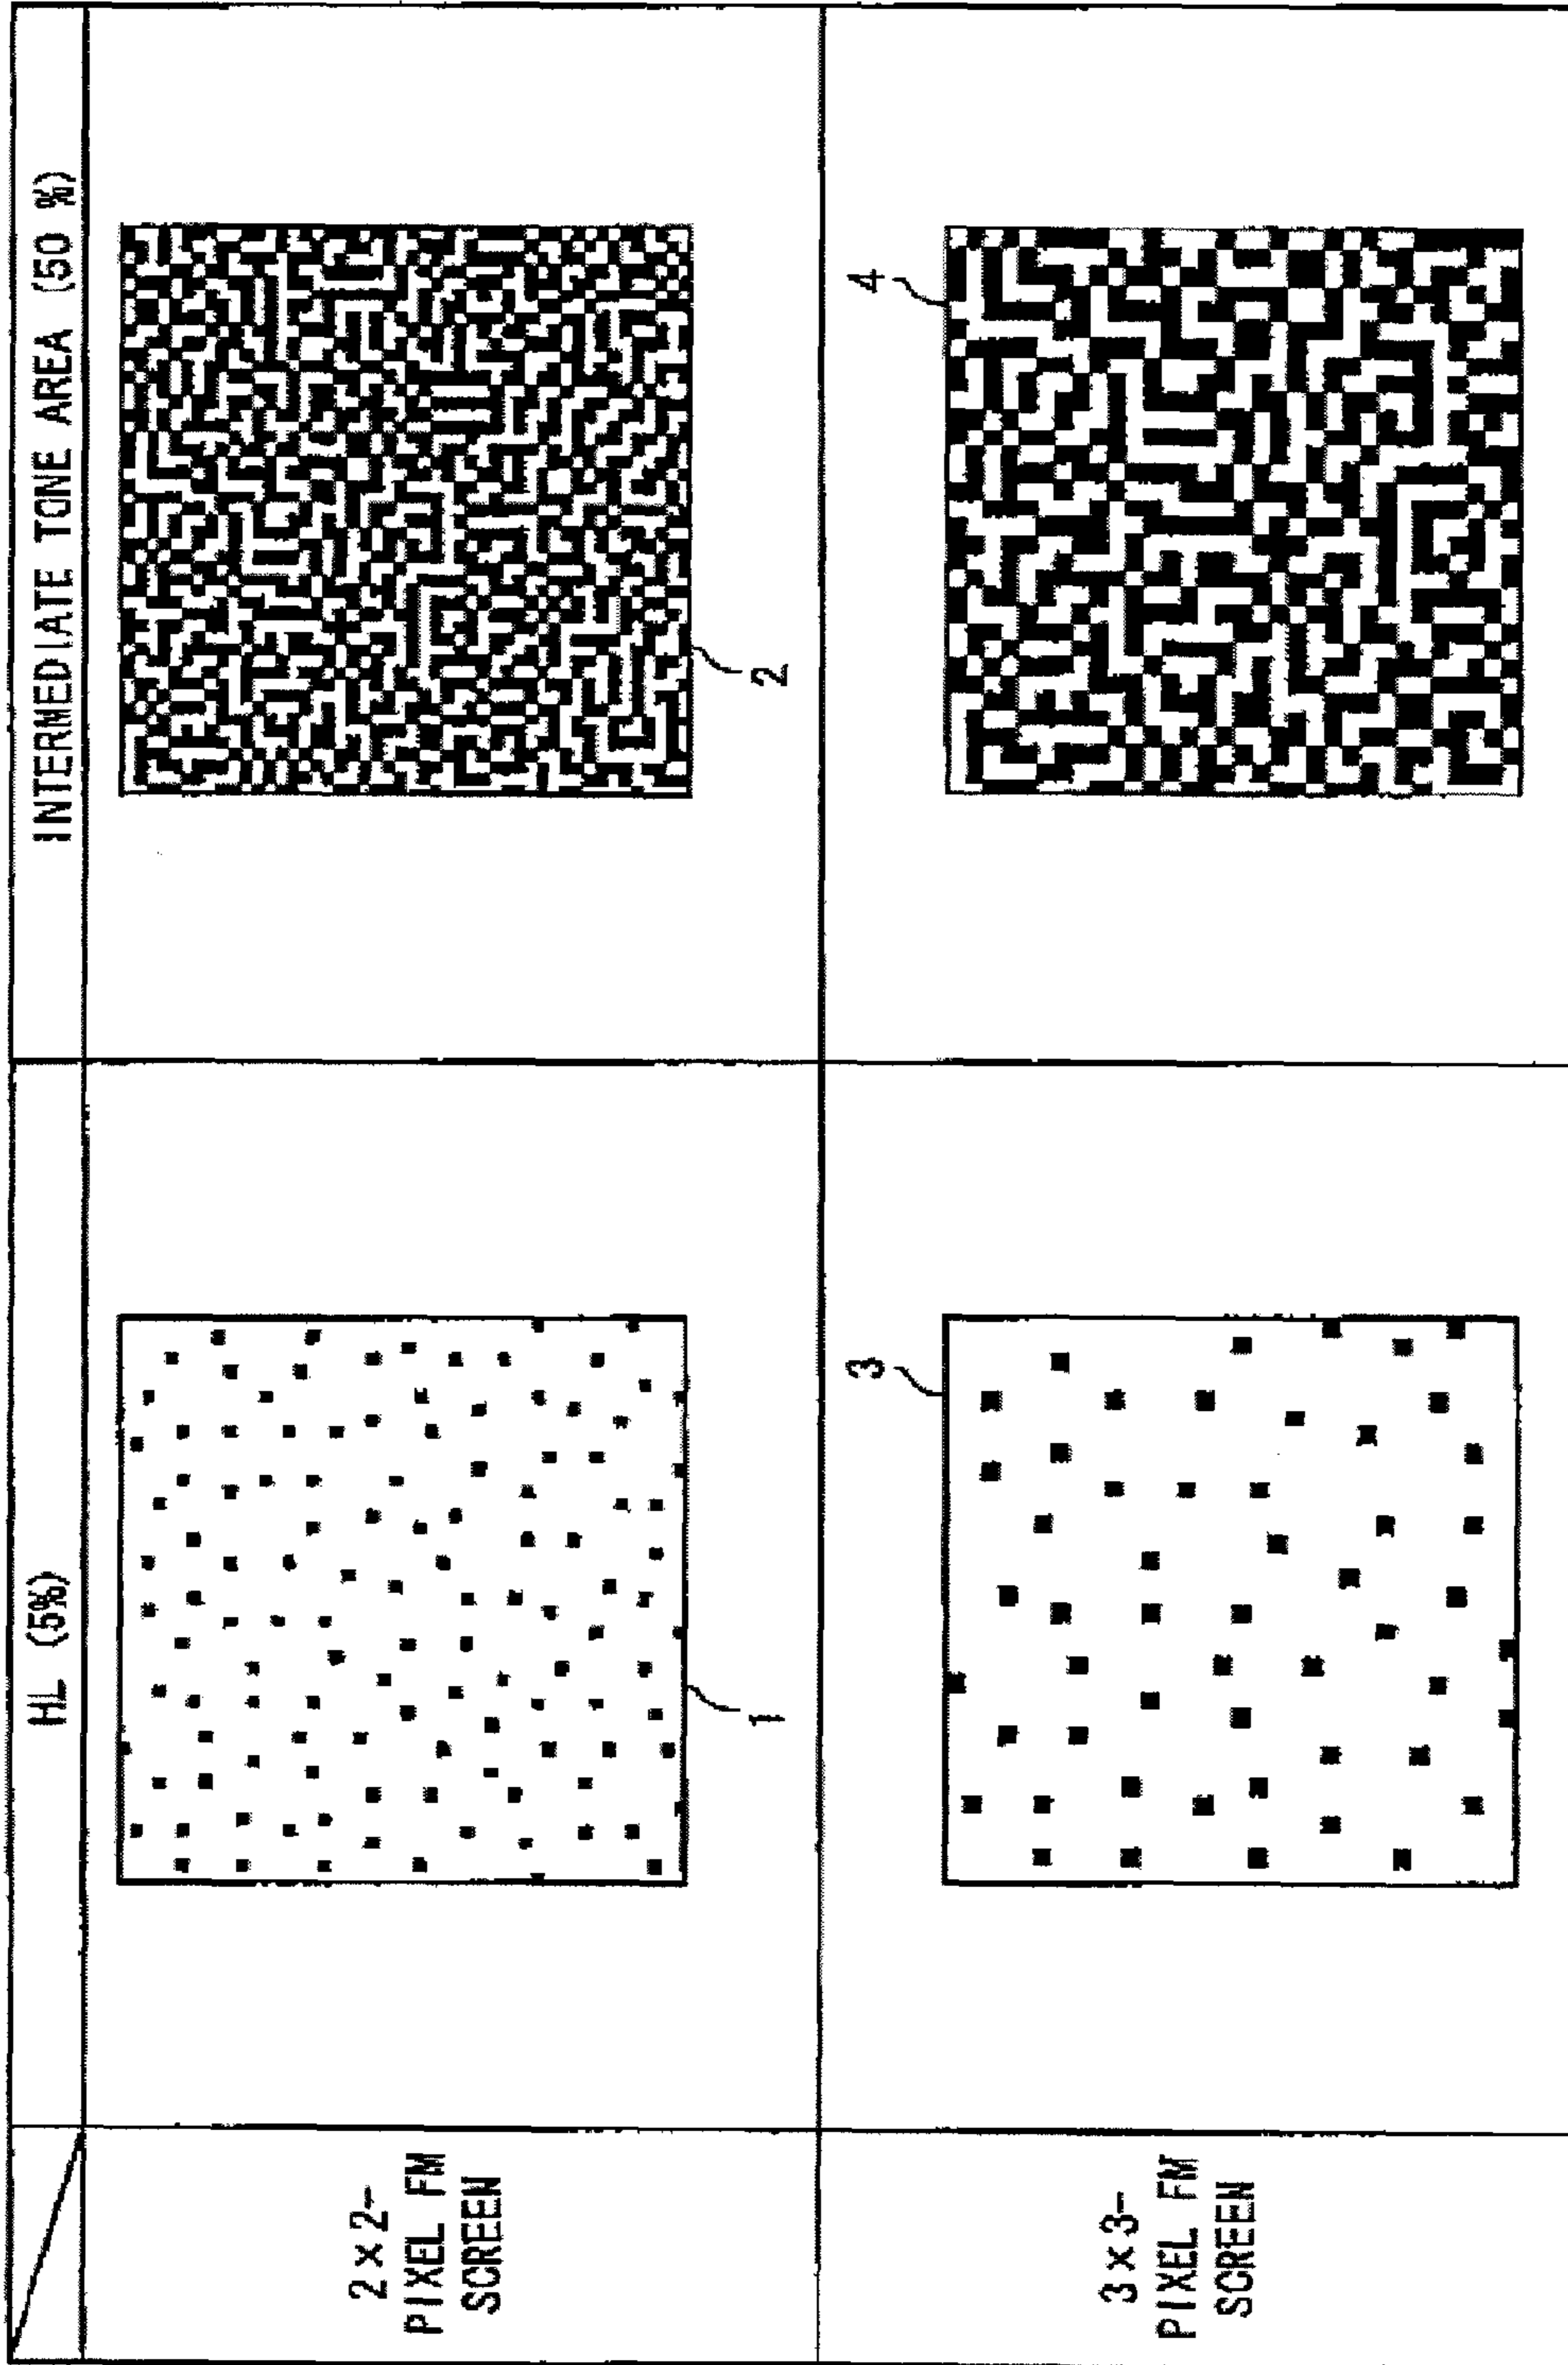 HL (5%)
INTERMEDIATE TONE AREA (50 %)
2×2-
PIXEL FM
SCREEN
1
2
3×3-
PIXEL FM
SCREEN
3
4